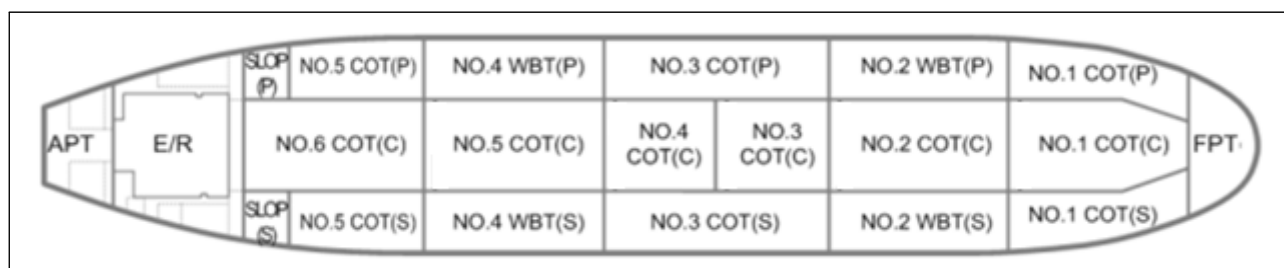 SLOP
(P)
NO.5 COT(P)
NO.4 WBT(P)
NO.3 COT(P)
NO.2 WBT(P)
NO.1 COT(P)
APT
E/R
NO.6 COT(C)
NO.5 COT(C)
NO.4
COT(C)
NO.3
COT(C)
NO.2 COT(C)
NO.1 COT(C)
FPT
SLOP
(S)
NO.5 COT(S)
NO.4 WBT(S)
NO.3 COT(S)
NO.2 WBT(S)
NO.1 COT(S)